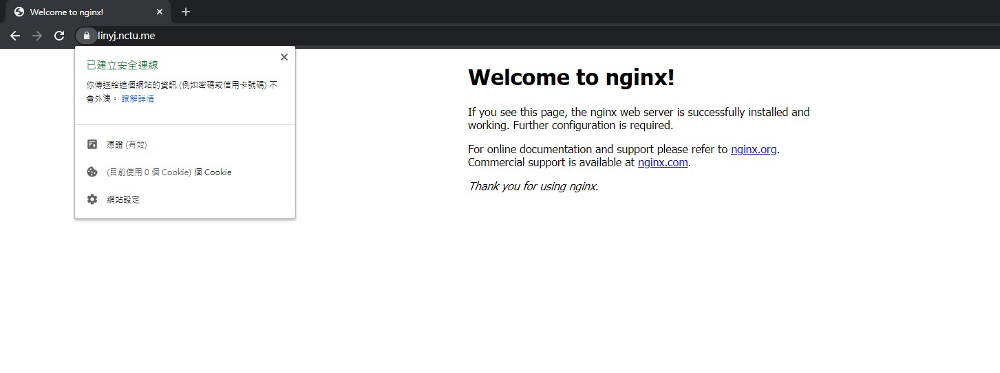 Welcome to nginx!
linyj.nctu.me
已建立安全連線
你傳送給這個網站的資訊 (例如密碼或信用卡號碼) 不
會外洩。 瞭解詳情
憑證 (有效)
(目前使用 0 個 Cookie) 個 Cookie
網站設定
Welcome to nginx!
If you see this page, the nginx web server is successfully installed and
working. Further configuration is required.
For online documentation and support please refer to nginx.org.
Commercial support is available at nginx.com.
Thank you for using nginx.